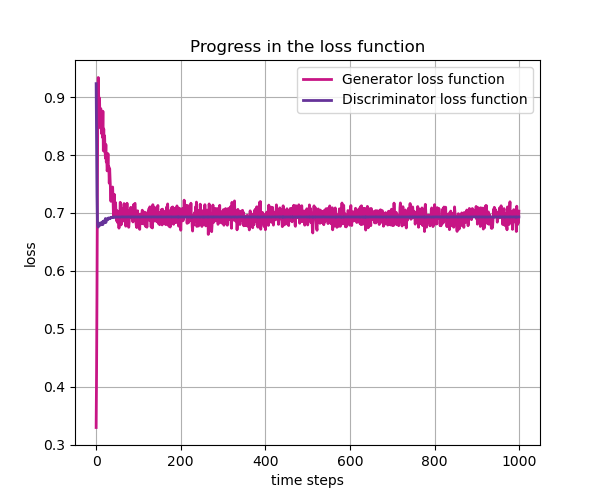 Progress in the loss function
Generator loss function
Discriminator loss function
0.9
0.8
0.7
0.6
0.5
0.4
0.3
loss
0 200 400 600 800 1000
time steps